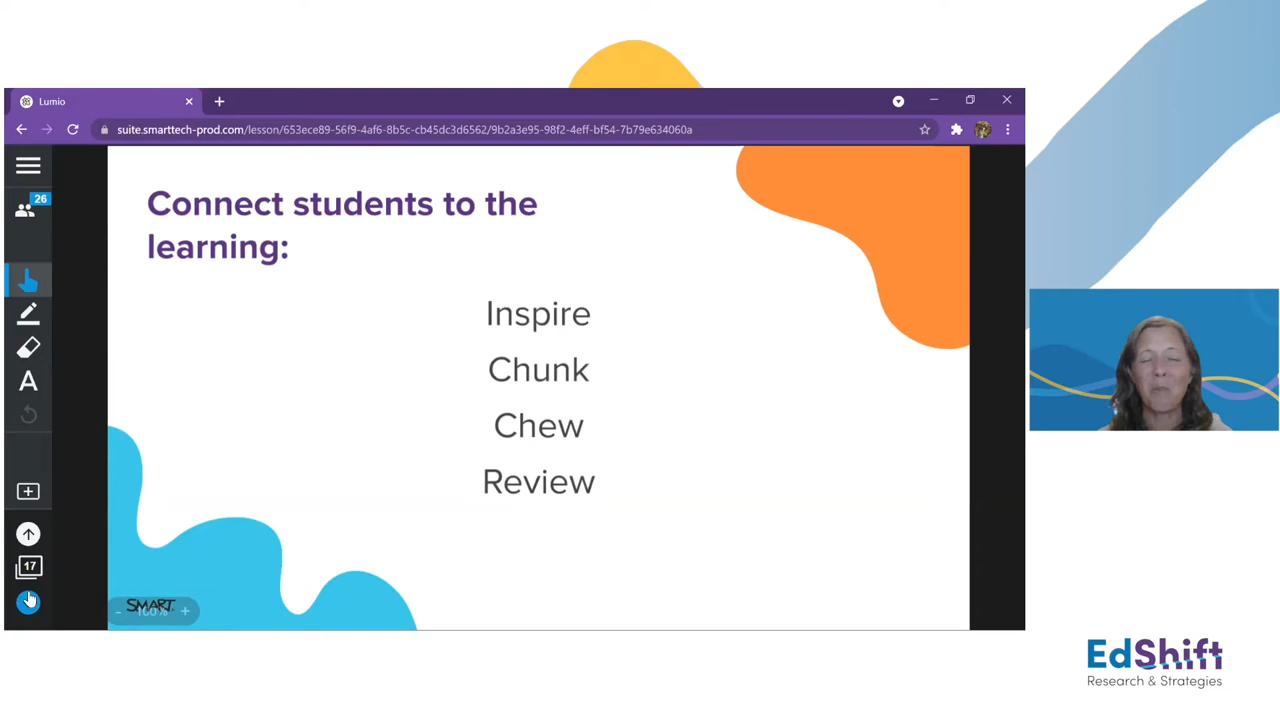 Lumio
suite.smarttech-prod.com/lesson/653ece89-56f9-4af6-8b5c-cb45dc3d6562/9b2a3e95-98f2-4eff-bf54-7b79e634060a
26
Connect students to the
learning:
Inspire
Chunk
Chew
Review
A
17
SMART
- 100% +
EdShift
Research & Strategies